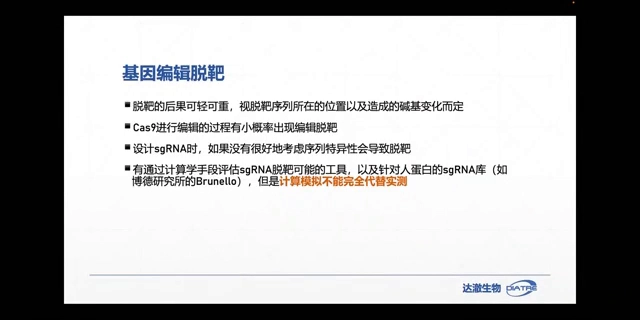 基因编辑脱靶
脱靶的后果可轻可重，视脱靶序列所在的位置以及造成的碱基变化而定
Cas9进行编辑的过程有小概率出现编辑脱靶
设计sgRNA时，如果没有很好地考虑序列特异性会导致脱靶
有通过计算学手段评估sgRNA脱靶可能的工具，以及针对人蛋白的sgRNA库（如
博德研究所的Brunello），但是计算模拟不能完全代替实测
达澈生物 DIATRE